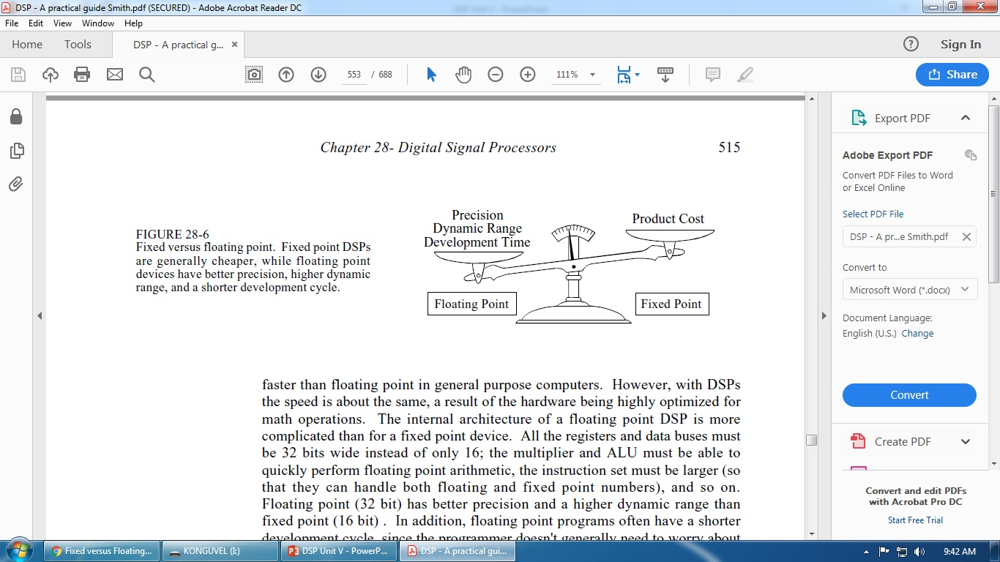 DSP - A practical guide Smith.pdf (SECURED) - Adobe Acrobat Reader DC
File Edit View Window Help
Home Tools DSP - A practical g... × ? Sign In
553 / 688 111% Share
Chapter 28- Digital Signal Processors 515
FIGURE 28-6
Fixed versus floating point. Fixed point DSPs
are generally cheaper, while floating point
devices have better precision, higher dynamic
range, and a shorter development cycle.
Precision
Dynamic Range
Development Time
Product Cost
Floating Point
Fixed Point
faster than floating point in general purpose computers. However, with DSPs
the speed is about the same, a result of the hardware being highly optimized for
math operations. The internal architecture of a floating point DSP is more
complicated than for a fixed point device. All the registers and data buses must
be 32 bits wide instead of only 16; the multiplier and ALU must be able to
quickly perform floating point arithmetic, the instruction set must be larger (so
that they can handle both floating and fixed point numbers), and so on.
Floating point (32 bit) has better precision and a higher dynamic range than
fixed point (16 bit) . In addition, floating point programs often have a shorter
development cycle, since the programmer doesn't generally need to worry about
Export PDF
Adobe Export PDF
Convert PDF Files to Word
or Excel Online
Select PDF File
DSP - A pr...e Smith.pdf
Convert to
Microsoft Word (*.docx)
Document Language:
English (U.S.) Change
Convert
Create PDF
Convert and edit PDFs
with Acrobat Pro DC
Start Free Trial
Fixed versus Floating... KONGUVEL (I:) DSP Unit V - PowerP... DSP - A practical gui... 9:42 AM